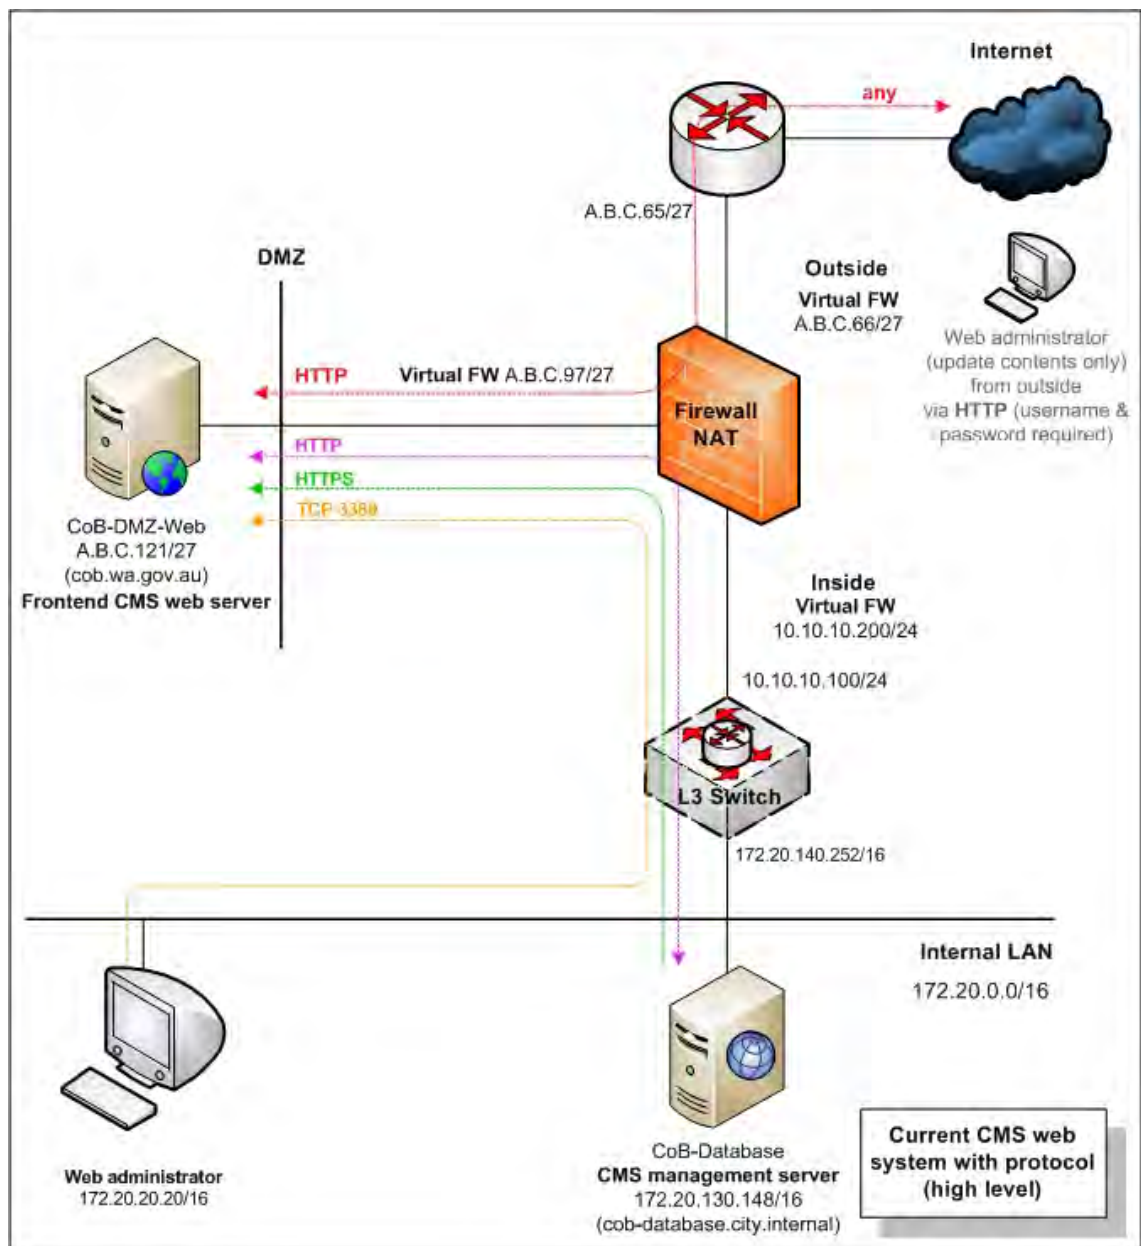 Internet
any
A.B.C.65/27
DMZ
Outside
Virtual FW
A.B.C.66/27
Web administrator
(update contents only)
from outside
via HTTP (username &
password required)
HTTP
Virtual FW A.B.C.97/27
Firewall
NAT
HTTP
HTTPS
TCP 3389
CoB-DMZ-Web
A.B.C.121/27
(cob.wa.gov.au)
Frontend CMS web server
Inside
Virtual FW
10.10.10.200/24
10.10.10.100/24
L3 Switch
172.20.140.252/16
Internal LAN
172.20.0.0/16
Web administrator
172.20.20.20/16
CoB-Database
CMS management server
172.20.130.148/16
(cob-database.city.internal)
Current CMS web
system with protocol
(high level)